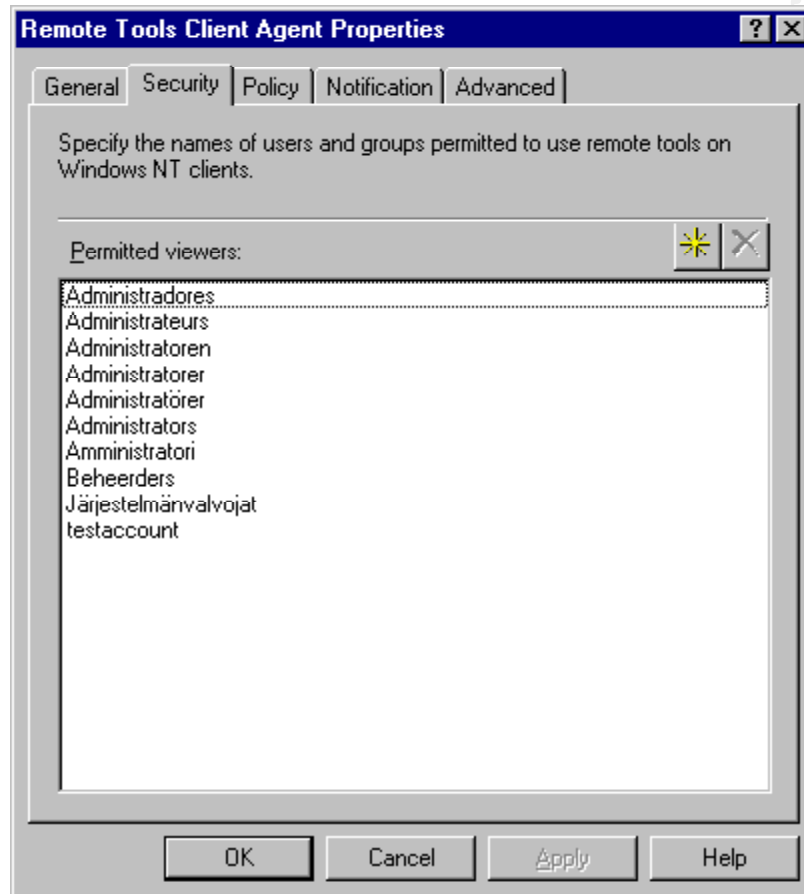 Remote Tools Client Agent Properties
General Security Policy Notification Advanced
Specify the names of users and groups permitted to use remote tools on
Windows NT clients.
Permitted viewers:
Administradores
Administrateurs
Administratoren
Administratorer
Administratörer
Administrators
Amministratori
Beheerders
Järjestelmänvalvojat
testaccount
OK Cancel Apply Help